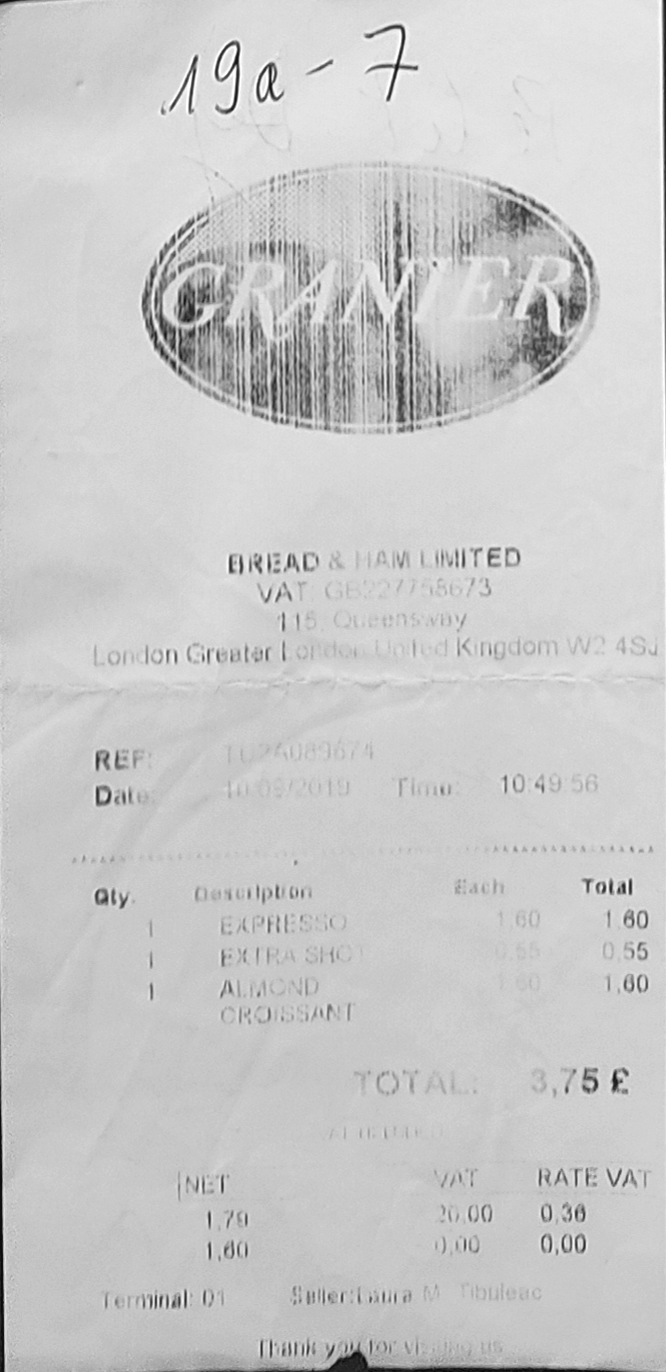 19a - 7
GRANIER
BREAD & HAM LIMITED
VAT: GB227758673
115, Queensway
London Greater London United Kingdom W2 4SJ
REF:
Date: 10/09/2019 Time: 10:49:56
Qty. Description Each Total
1 EXPRESSO 1,60 1,60
1 EXTRA SHOT 0,55 0,55
1 ALMOND 1,60 1,60
CROISSANT
TOTAL: 3,75 £
NET VAT RATE VAT
1,79 20,00 0,36
1,60 0,00 0,00
Terminal: 01 Seller:Laura M. Tibuleac
Thank you for visiting us